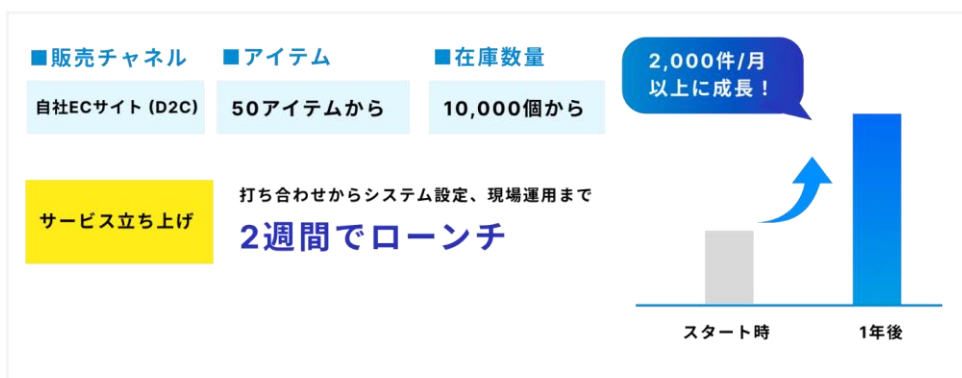 ■販売チャネル
■アイテム
■在庫数量
自社ECサイト (D2C)
50アイテムから
10,000個から
2,000件/月
以上に成長！
サービス立ち上げ
打ち合わせからシステム設定、現場運用まで
2週間でローンチ
スタート時
1年後